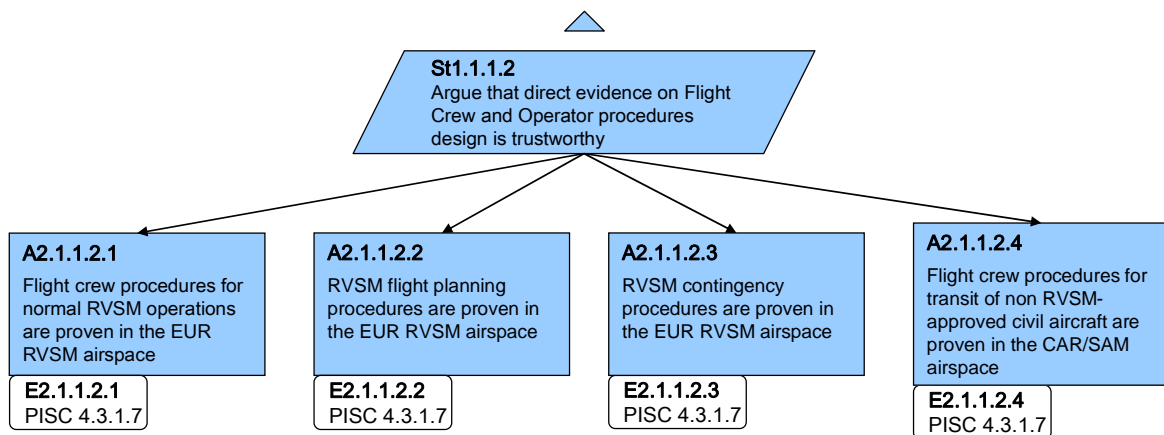 St1.1.1.2
Argue that direct evidence on Flight
Crew and Operator procedures
design is trustworthy
A2.1.1.2.1
Flight crew procedures for
normal RVSM operations
are proven in the EUR
RVSM airspace
E2.1.1.2.1
PISC 4.3.1.7
A2.1.1.2.2
RVSM flight planning
procedures are proven in
the EUR RVSM airspace
E2.1.1.2.2
PISC 4.3.1.7
A2.1.1.2.3
RVSM contingency
procedures are proven in
the EUR RVSM airspace
E2.1.1.2.3
PISC 4.3.1.7
A2.1.1.2.4
Flight crew procedures for
transit of non RVSM-
approved civil aircraft are
proven in the CAR/SAM
airspace
E2.1.1.2.4
PISC 4.3.1.7